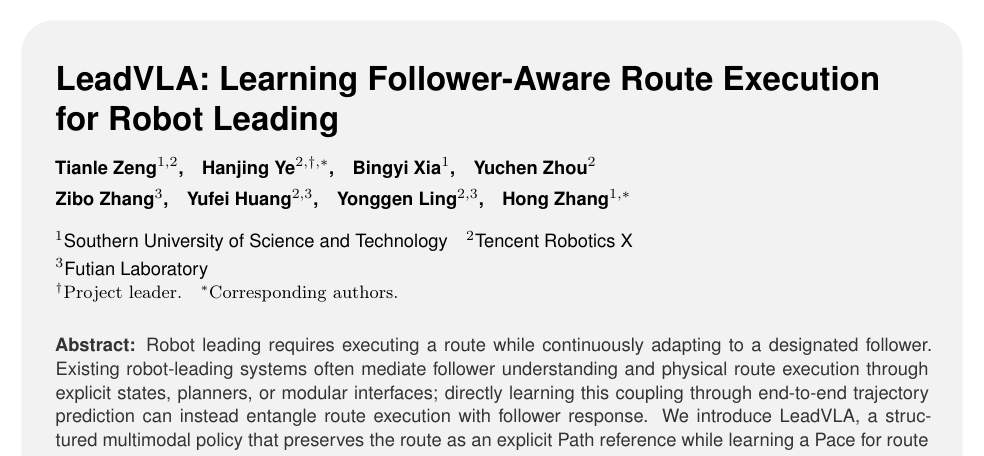 LeadVLA: Learning Follower-Aware Route Execution
for Robot Leading
Tianle Zeng1,2, Hanjing Ye2,†,∗, Bingyi Xia1, Yuchen Zhou2
Zibo Zhang3, Yufei Huang2,3, Yonggen Ling2,3, Hong Zhang1,∗
1Southern University of Science and Technology 2Tencent Robotics X
3Futian Laboratory
†Project leader. ∗Corresponding authors.
Abstract: Robot leading requires executing a route while continuously adapting to a designated follower.
Existing robot-leading systems often mediate follower understanding and physical route execution through
explicit states, planners, or modular interfaces; directly learning this coupling through end-to-end trajectory
prediction can instead entangle route execution with follower response. We introduce LeadVLA, a struc-
tured multimodal policy that preserves the route as an explicit Path reference while learning a Pace for route